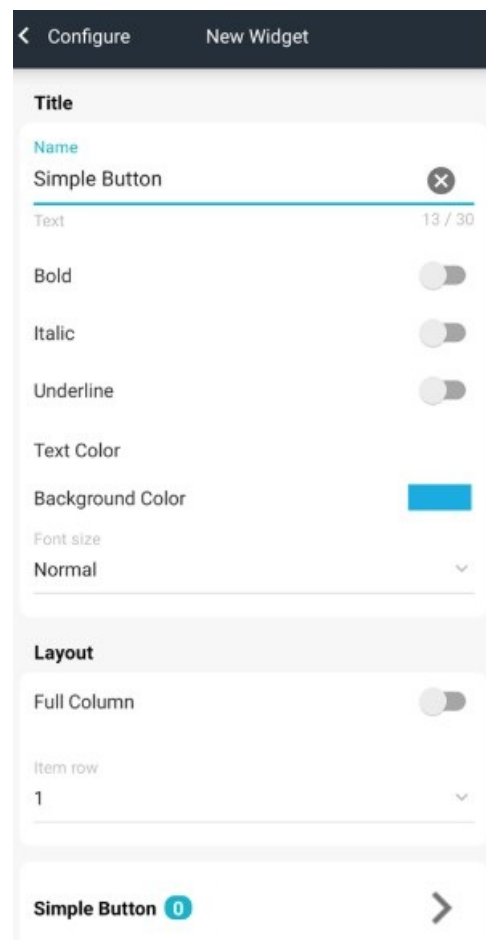 Configure New Widget
Title
Name
Simple Button
Text 13 / 30
Bold
Italic
Underline
Text Color
Background Color
Font size
Normal
Layout
Full Column
Item row
1
Simple Button 0